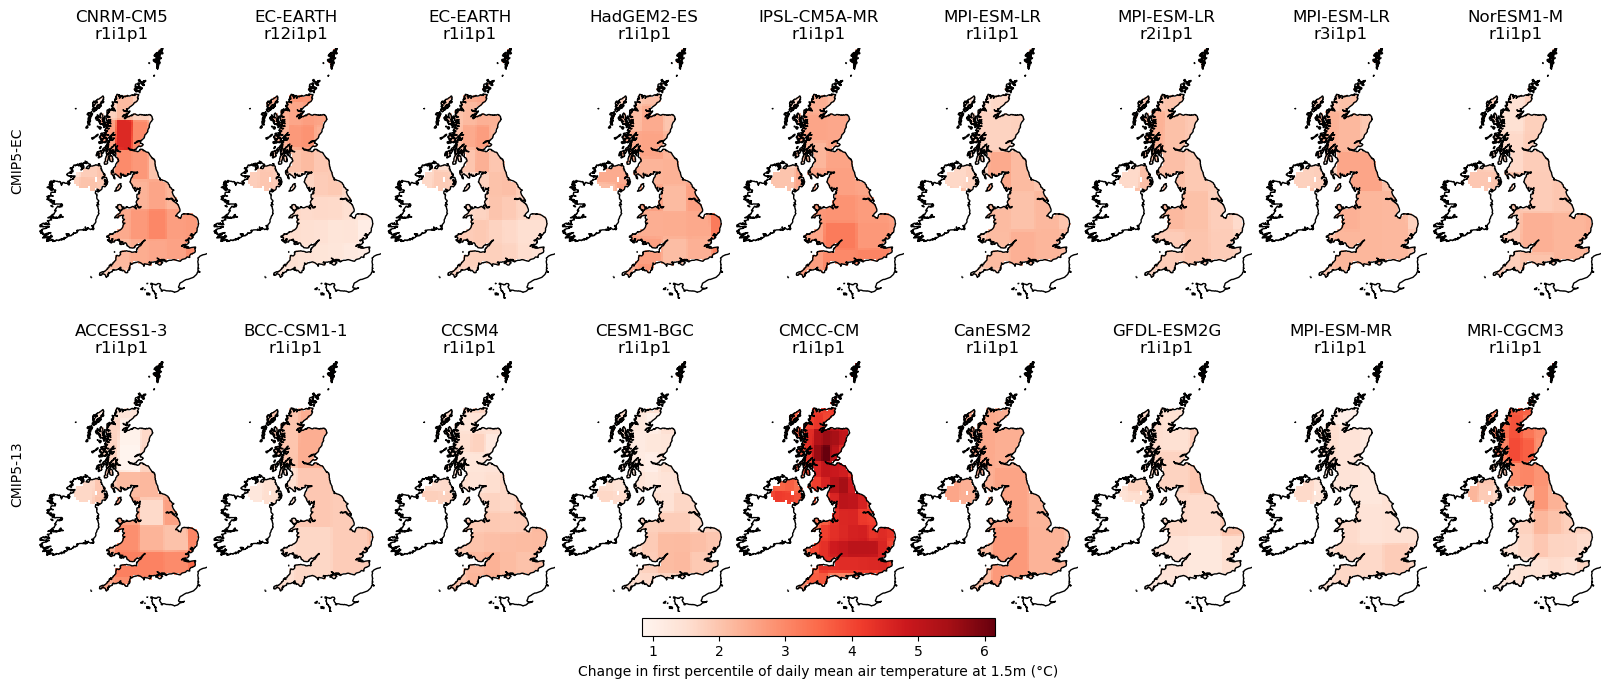 CNRM-CM5
r1i1p1
EC-EARTH
r12i1p1
EC-EARTH
r1i1p1
HadGEM2-ES
r1i1p1
IPSL-CM5A-MR
r1i1p1
MPI-ESM-LR
r1i1p1
MPI-ESM-LR
r2i1p1
MPI-ESM-LR
r3i1p1
NorESM1-M
r1i1p1
CMIP5-EC
ACCESS1-3
r1i1p1
BCC-CSM1-1
r1i1p1
CCSM4
r1i1p1
CESM1-BGC
r1i1p1
CMCC-CM
r1i1p1
CanESM2
r1i1p1
GFDL-ESM2G
r1i1p1
MPI-ESM-MR
r1i1p1
MRI-CGCM3
r1i1p1
CMIP5-13
1 2 3 4 5 6
Change in first percentile of daily mean air temperature at 1.5m (°C)